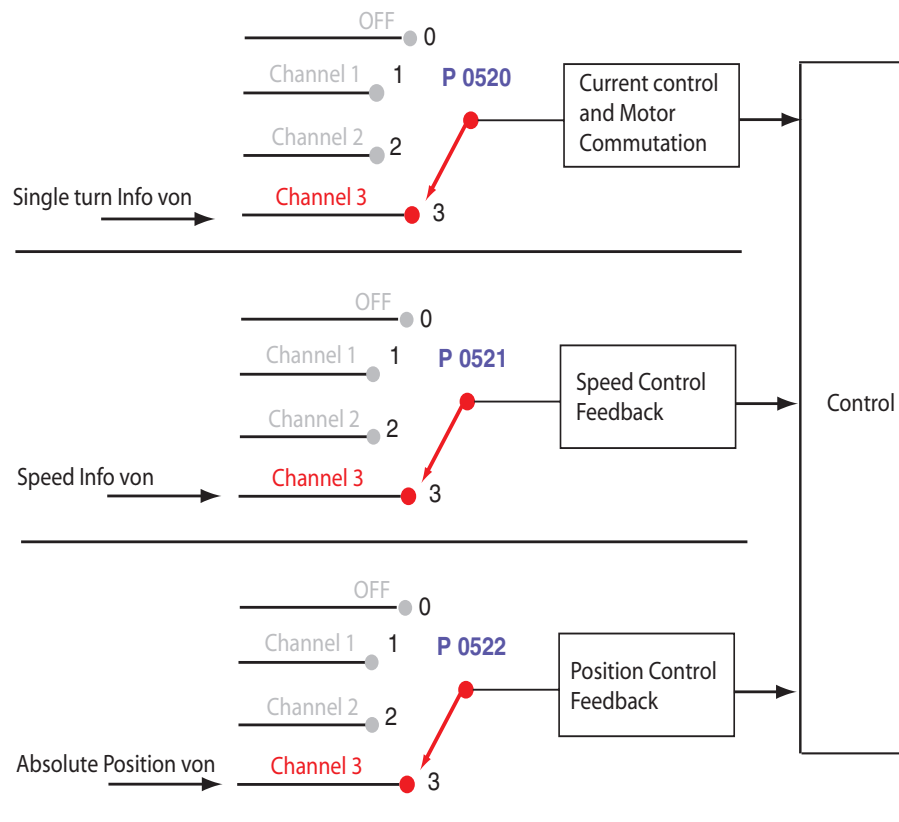 OFF
0
Channel 1
1
P 0520
Channel 2
2
Current control
and Motor
Commutation
Single turn Info von
Channel 3
3
OFF
0
Channel 1
1
P 0521
Channel 2
2
Speed Control
Feedback
Control
Speed Info von
Channel 3
3
OFF
0
Channel 1
1
P 0522
Channel 2
2
Position Control
Feedback
Absolute Position von
Channel 3
3